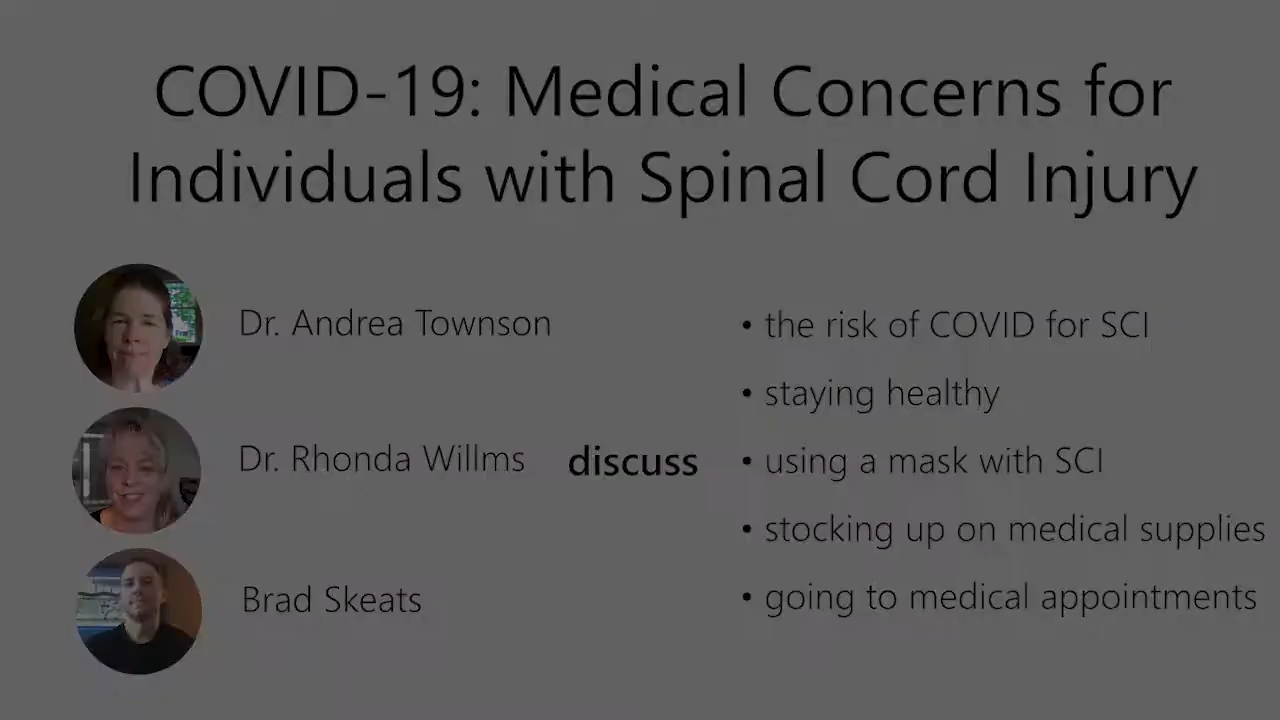 COVID-19: Medical Concerns for
Individuals with Spinal Cord Injury
Dr. Andrea Townson
Dr. Rhonda Willms
Brad Skeats
discuss
• the risk of COVID for SCI
• staying healthy
• using a mask with SCI
• stocking up on medical supplies
• going to medical appointments